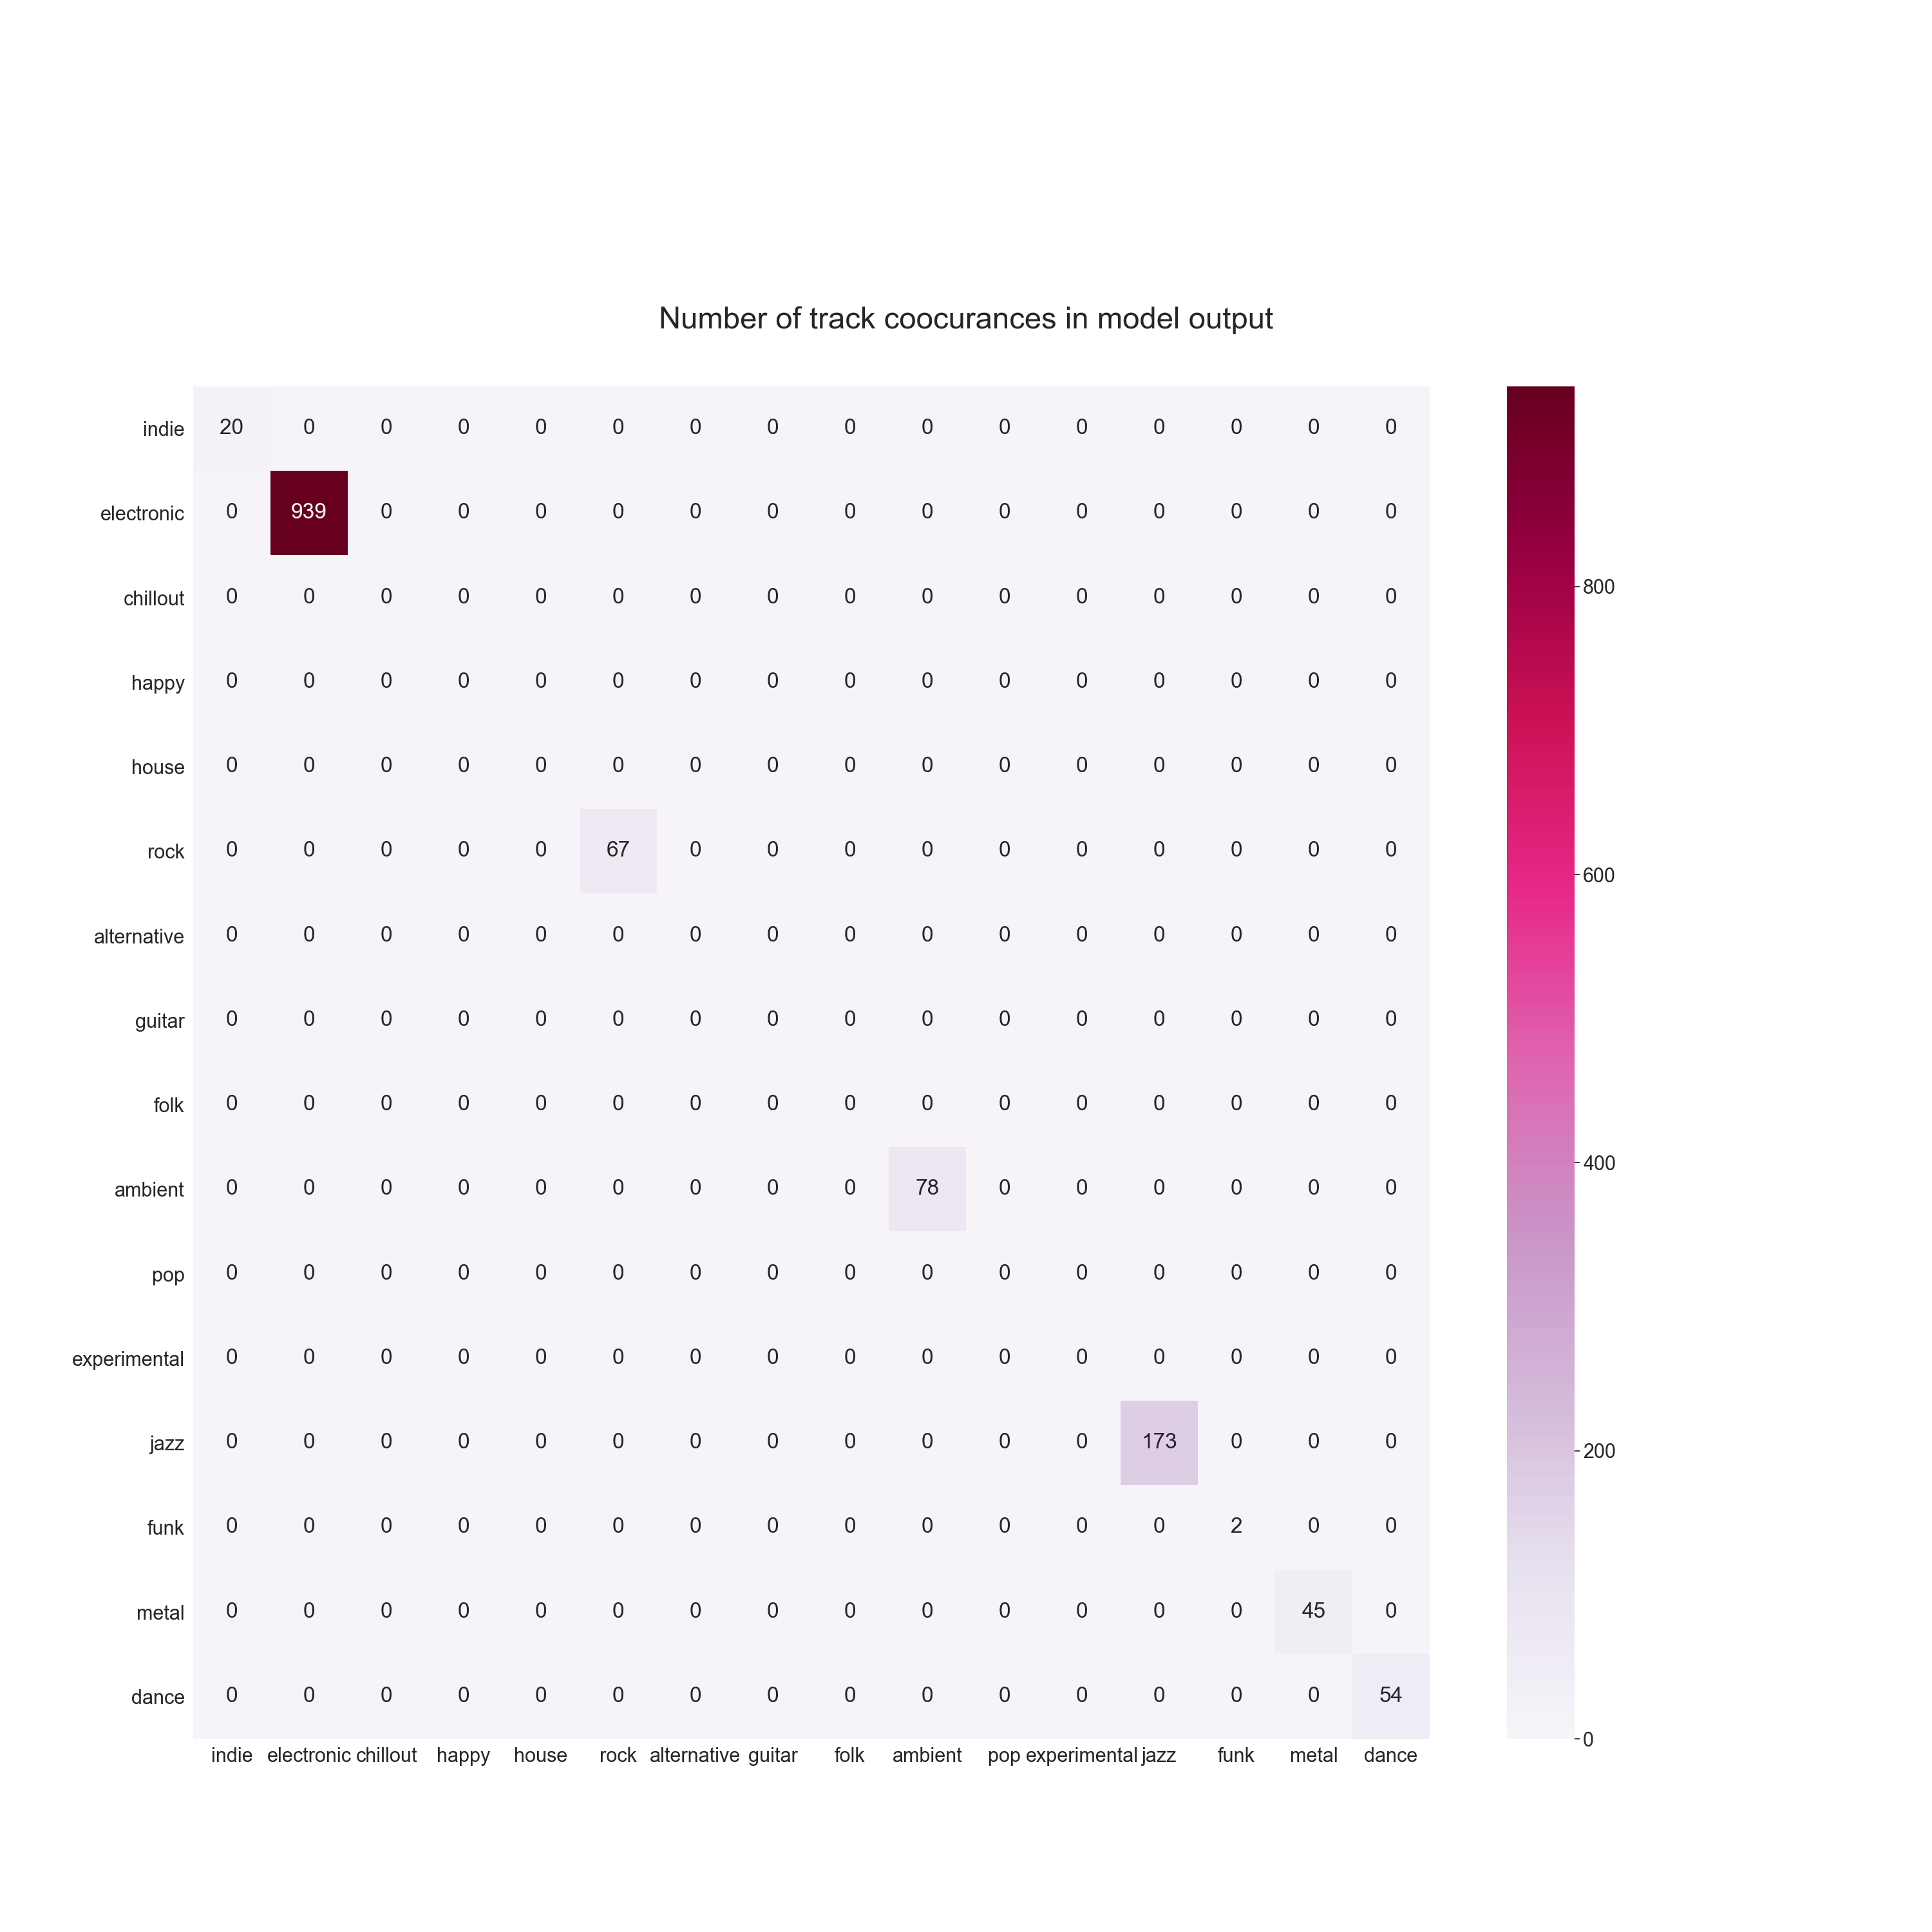 Number of track coocurances in model output
indie 20 0 0 0 0 0 0 0 0 0 0 0 0 0 0 0
electronic 0 939 0 0 0 0 0 0 0 0 0 0 0 0 0 0
chillout 0 0 0 0 0 0 0 0 0 0 0 0 0 0 0 0
800
happy 0 0 0 0 0 0 0 0 0 0 0 0 0 0 0 0
house 0 0 0 0 0 0 0 0 0 0 0 0 0 0 0 0
rock 0 0 0 0 0 67 0 0 0 0 0 0 0 0 0 0
600
alternative 0 0 0 0 0 0 0 0 0 0 0 0 0 0 0 0
guitar 0 0 0 0 0 0 0 0 0 0 0 0 0 0 0 0
folk 0 0 0 0 0 0 0 0 0 0 0 0 0 0 0 0
400
ambient 0 0 0 0 0 0 0 0 0 78 0 0 0 0 0 0
pop 0 0 0 0 0 0 0 0 0 0 0 0 0 0 0 0
experimental 0 0 0 0 0 0 0 0 0 0 0 0 0 0 0 0
jazz 0 0 0 0 0 0 0 0 0 0 0 0 173 0 0 0
200
funk 0 0 0 0 0 0 0 0 0 0 0 0 0 2 0 0
metal 0 0 0 0 0 0 0 0 0 0 0 0 0 0 45 0
dance 0 0 0 0 0 0 0 0 0 0 0 0 0 0 0 54
0
indie electronic chillout happy house rock alternative guitar folk ambient pop experimental jazz funk metal dance